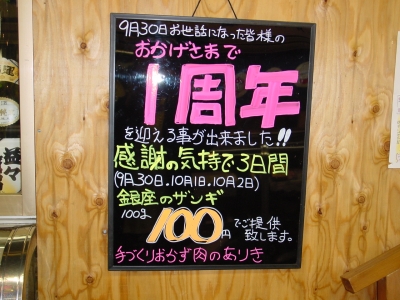 9月30日お世話になった皆様の
おかげさまで
1周年
を迎える事が出来ました!!
感謝の気持で3日間
(9月30日.10月1日.10月2日)
銀座のザンギ
100g 100円でご提供
致します。
手づくりおかず肉のありき